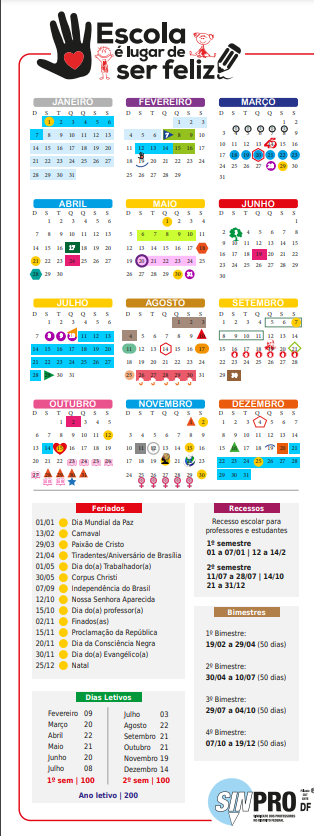 Escola
é lugar de
ser feliz!
JANEIRO
D S T Q Q S S
1 2 3 4 5 6
7 8 9 10 11 12 13
14 15 16 17 18 19 20
21 22 23 24 25 26 27
28 29 30 31
FEVEREIRO
D S T Q Q S S
1 2 3
4 5 6 7 8 9 10
11 12 13 14 15 16 17
18 19 20 21 22 23 24
25 26 27 28 29
MARÇO
D S T Q Q S S
1 2
3
10 11 12 13 15 16
17 18 19 20 21 22 23
24 25 26 27 28 29 30
31
ABRIL
D S T Q Q S S
1 2 3 4 5 6
7 8 9 10 11 12 13
14 15 16 17 18 19
21 22 23 24 25 26 27
28 29 30
MAIO
D S T Q Q S S
1 2 3 4
5 6 7 8 9 10 11
12 13 14 15 16 17 18
19 20 21 22 23 24 25
26 27 28 29 30 31
JUNHO
D S T Q Q S S
1
2 3 4 5 6 7 8
9 10 11 12 13 14 15
16 17 18 19 20 21 22
23 24 25 26 27 28 29
30
JULHO
D S T Q Q S S
1 2 3 4 5 6
7 8 9 10 11 12 13
14 15 16 17 18 19 20
21 22 23 24 25 26 27
28 30 31
AGOSTO
D S T Q Q S S
1 2 3
4 5 6 7 8 9 10
11 12 13 14 15 16 17
18 19 20 21 22 23 24
25 26 27 28 29 30 31
SETEMBRO
D S T Q Q S S
1 2 3 4 5 6 7
8 9 10 11 12 13 14
15 16 17 18 19 20 21
22 23 24 25 26 27 28
29 30
OUTUBRO
D S T Q Q S S
1 2 3 4 5
6 7 8 9 10 11 12
13 14 15 16 17 18 19
20 21 22 23 24 25 26
NOVEMBRO
D S T Q Q S S
1 2
3 4 5 6 7 8 9
10 11 12 13 14 15 16
17 18 19 20 22 23
24 25 26 27 28 29 30
DEZEMBRO
D S T Q Q S S
1 2 3 4 5 6 7
8 9 10 11 12 13 14
15 16 17 18 19 20 21
22 23 24 25 26 27 28
29 30 31
Feriados
01/01 Dia Mundial da Paz
13/02 Carnaval
29/03 Paixão de Cristo
21/04 Tiradentes/Aniversário de Brasília
01/05 Dia do(a) Trabalhador(a)
30/05 Corpus Christi
07/09 Independência do Brasil
12/10 Nossa Senhora Aparecida
15/10 Dia do(a) professor(a)
02/11 Finados(as)
15/11 Proclamação da República
20/11 Dia da Consciência Negra
30/11 Dia do(a) Evangélico(a)
25/12 Natal
Recessos
Recesso escolar para
professores e estudantes
1º semestre
01 a 07/01 | 12 a 14/2
2º semestre
11/07 a 28/07 | 14/10
21 a 31/12
Bimestres
1º Bimestre:
19/02 a 29/04 (50 dias)
2º Bimestre:
30/04 a 10/07 (50 dias)
3º Bimestre:
29/07 a 04/10 (50 dias)
4º Bimestre:
07/10 a 19/12 (50 dias)
Dias Letivos
Fevereiro 09
Março 20
Abril 22
Maio 21
Junho 20
Julho 08
1º sem | 100
Julho 03
Agosto 22
Setembro 21
Outubro 21
Novembro 19
Dezembro 14
2º sem | 100
Ano letivo | 200
SINPRO
SINDICATO DOS PROFESSORES
NO DISTRITO FEDERAL
DF